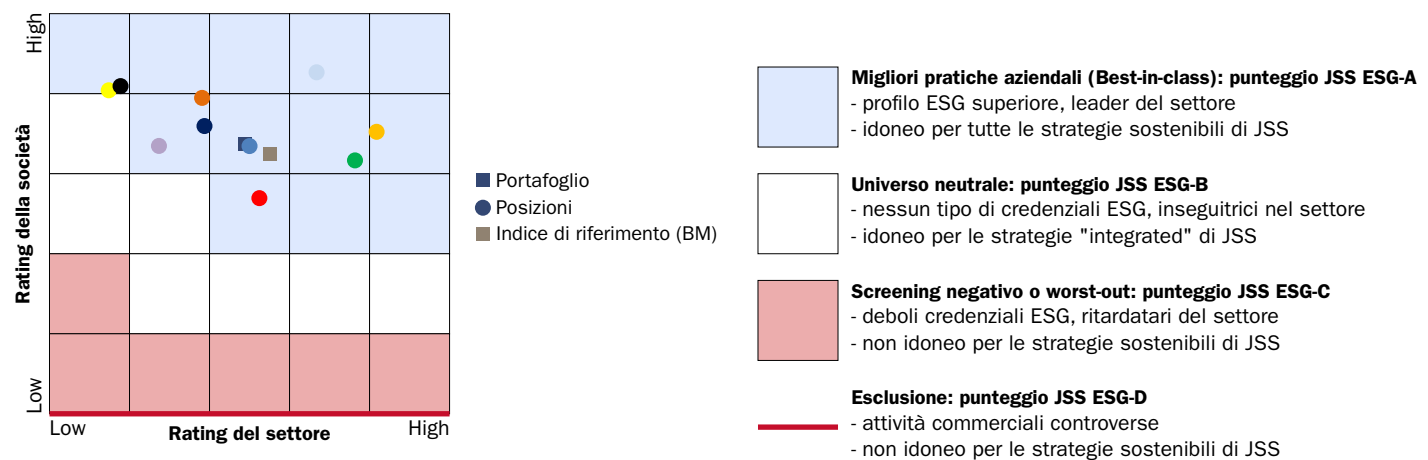 High
Rating della società
Low
Low
Rating del settore
High
Portafoglio
Posizioni
Indice di riferimento (BM)
Migliori pratiche aziendali (Best-in-class): punteggio JSS ESG-A
- profilo ESG superiore, leader del settore
- idoneo per tutte le strategie sostenibili di JSS
Universo neutrale: punteggio JSS ESG-B
- nessun tipo di credenziali ESG, inseguitrici nel settore
- idoneo per le strategie "integrated" di JSS
Screening negativo o worst-out: punteggio JSS ESG-C
- deboli credenziali ESG, ritardatari del settore
- non idoneo per le strategie sostenibili di JSS
Esclusione: punteggio JSS ESG-D
- attività commerciali controverse
- non idoneo per le strategie sostenibili di JSS